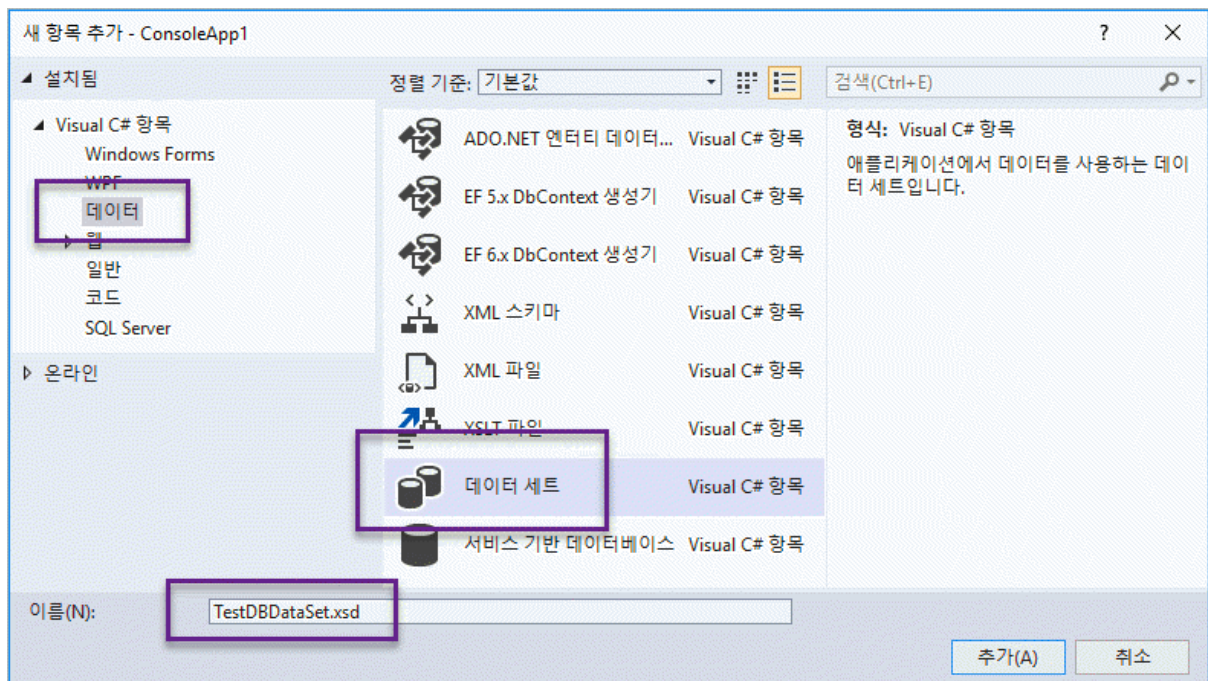 새 항목 추가 - ConsoleApp1
?
설치됨
정렬 기준: 기본값
검색(Ctrl+E)
Visual C# 항목
Windows Forms
WPF
데이터
웹
일반
코드
SQL Server
온라인
ADO.NET 엔터티 데이터... Visual C# 항목
EF 5.x DbContext 생성기 Visual C# 항목
EF 6.x DbContext 생성기 Visual C# 항목
XML 스키마 Visual C# 항목
XML 파일 Visual C# 항목
XSLT 파일 Visual C# 항목
데이터 세트 Visual C# 항목
서비스 기반 데이터베이스 Visual C# 항목
형식: Visual C# 항목
애플리케이션에서 데이터를 사용하는 데이
터 세트입니다.
이름(N): TestDBDataSet.xsd
추가(A) 취소